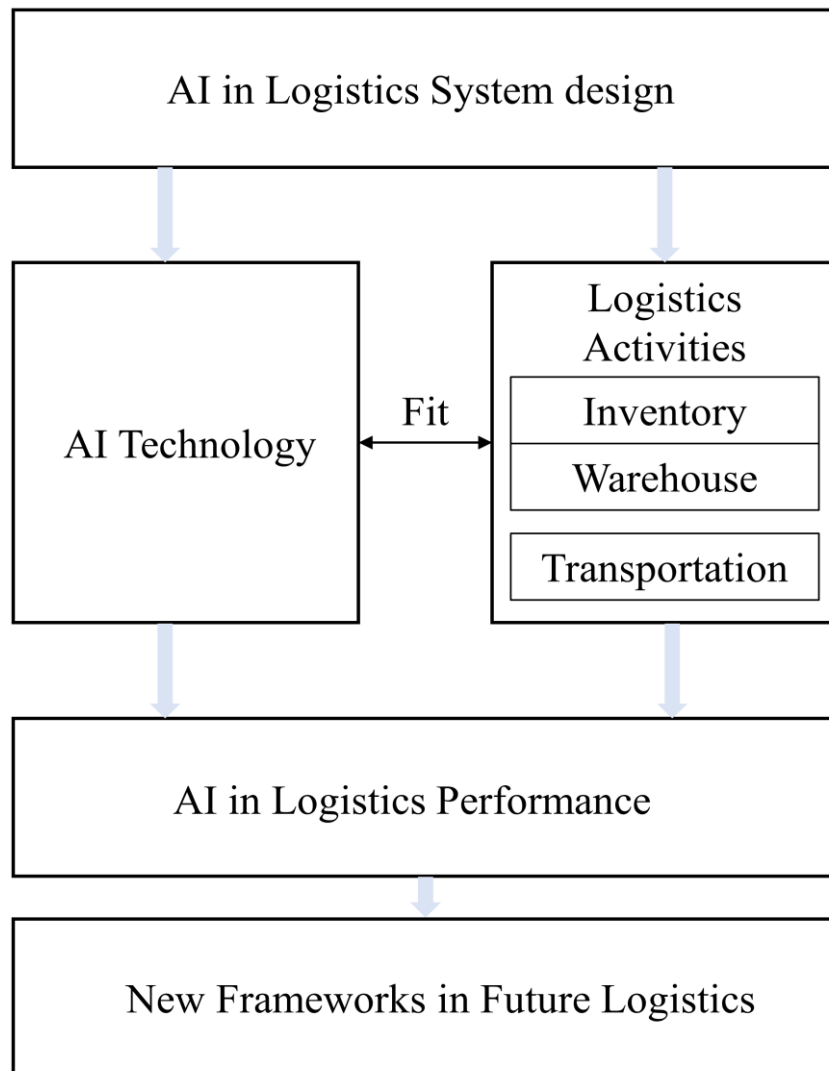 AI in Logistics System design
AI Technology
Fit
Logistics
Activities
Inventory
Warehouse
Transportation
AI in Logistics Performance
New Frameworks in Future Logistics